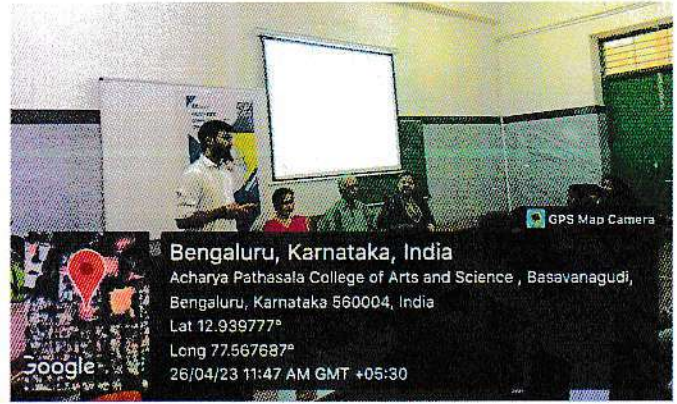 GPS Map Camera
Bengaluru, Karnataka, India
Acharya Pathasala College of Arts and Science , Basavanagudi,
Bengaluru, Karnataka 560004, India
Lat 12.939777°
Long 77.567687°
26/04/23 11:47 AM GMT +05:30
Google